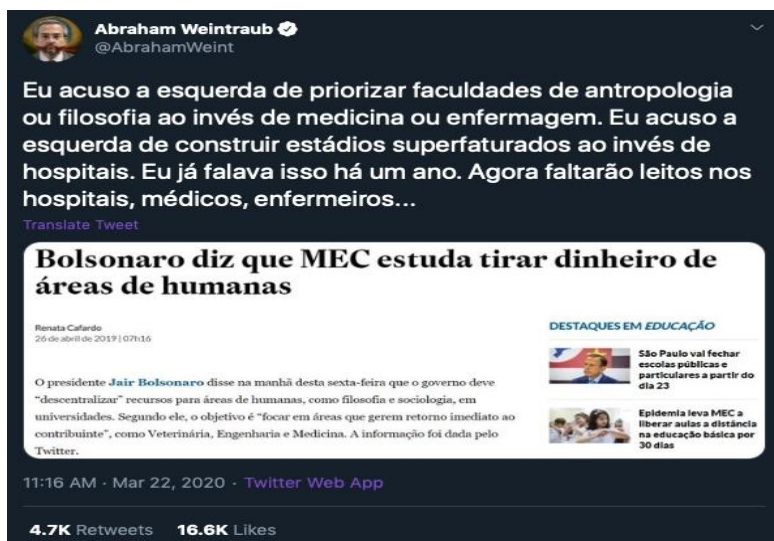 Abraham Weintraub
@AbrahamWeint
Eu acuso a esquerda de priorizar faculdades de antropologia
ou filosofia ao invés de medicina ou enfermagem. Eu acuso a
esquerda de construir estádios superfaturados ao invés de
hospitais. Eu já falava isso há um ano. Agora faltarão leitos nos
hospitais, médicos, enfermeiros...
Translate Tweet
Bolsonaro diz que MEC estuda tirar dinheiro de
áreas de humanas
Renata Cafardo
26 de abril de 2019 | 07h16
O presidente Jair Bolsonaro disse na manhã desta sexta-feira que o governo deve
"descentralizar" recursos para áreas de humanas, como filosofia e sociologia, em
universidades. Segundo ele, o objetivo é "focar em áreas que gerem retorno imediato ao
contribuinte", como Veterinária, Engenharia e Medicina. A informação foi dada pelo
Twitter.
DESTAQUES EM EDUCAÇÃO
São Paulo vai fechar
escolas públicas e
particulares a partir do
dia 23
Epidemia leva MEC a
liberar aulas a distância
na educação básica por
30 dias
11:16 AM · Mar 22, 2020 · Twitter Web App
4.7K Retweets 16.6K Likes